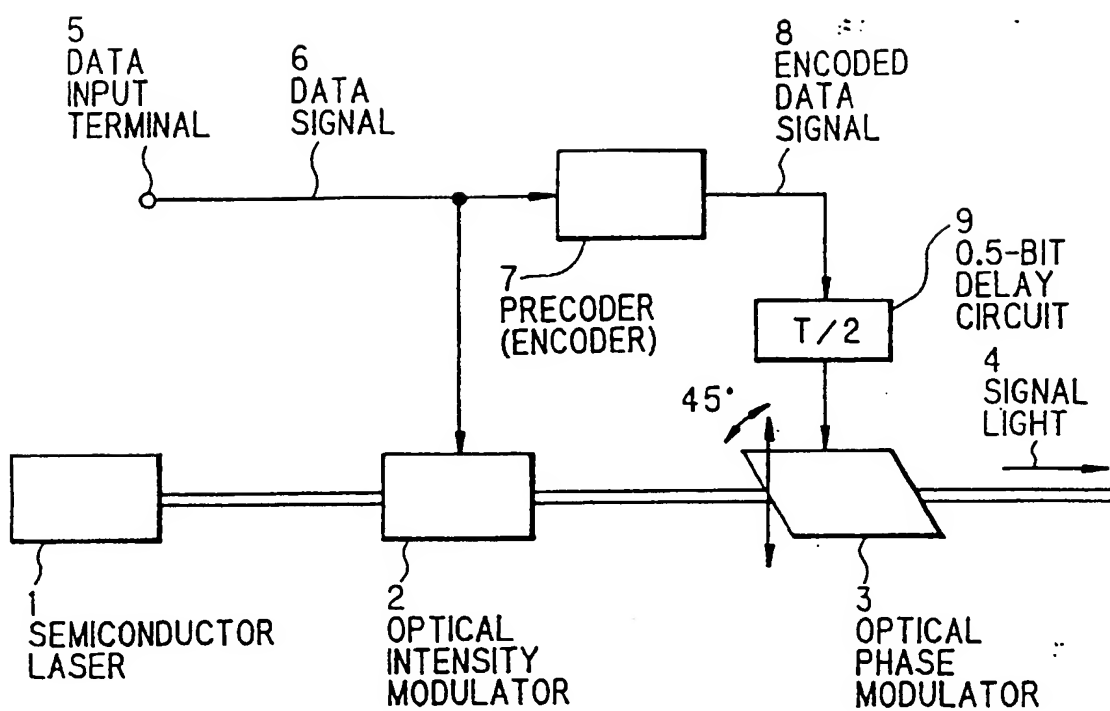 5
DATA
INPUT
TERMINAL
6
DATA
SIGNAL
8
ENCODED
DATA
SIGNAL
7
PRECODER
(ENCODER)
9
0.5-BIT
DELAY
CIRCUIT
T/2
45°
4
SIGNAL
LIGHT
1
SEMICONDUCTOR
LASER
2
OPTICAL
INTENSITY
MODULATOR
3
OPTICAL
PHASE
MODULATOR